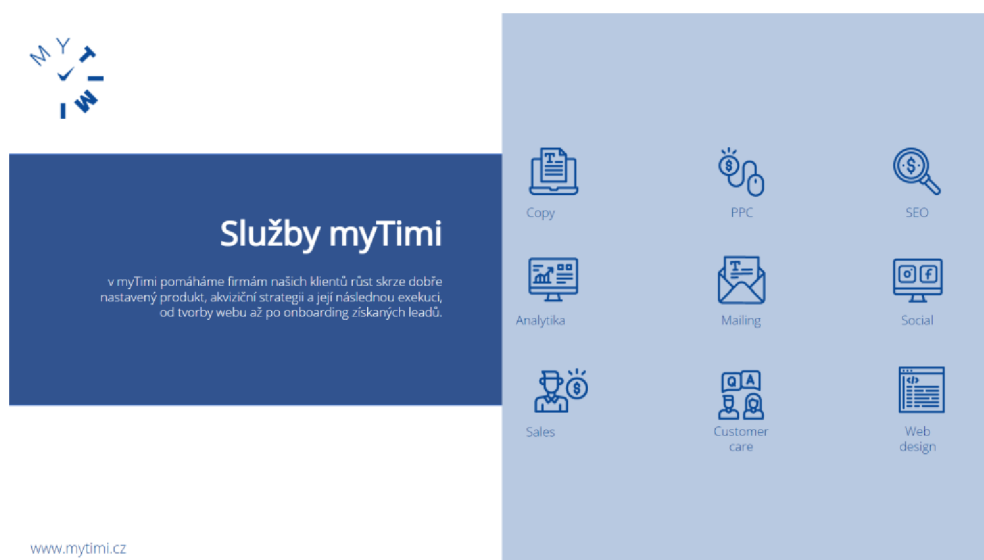 MY TIMI
Služby myTimi
v myTimi pomáháme firmám našich klientů růst skrze dobře
nastavený produkt, akviziční strategii a její následnou exekuci,
od tvorby webu až po onboarding získaných leadů.
Copy
PPC
SEO
Analytika
Mailing
Social
Q A
Sales
Customer
care
Web
design
www.mytimi.cz